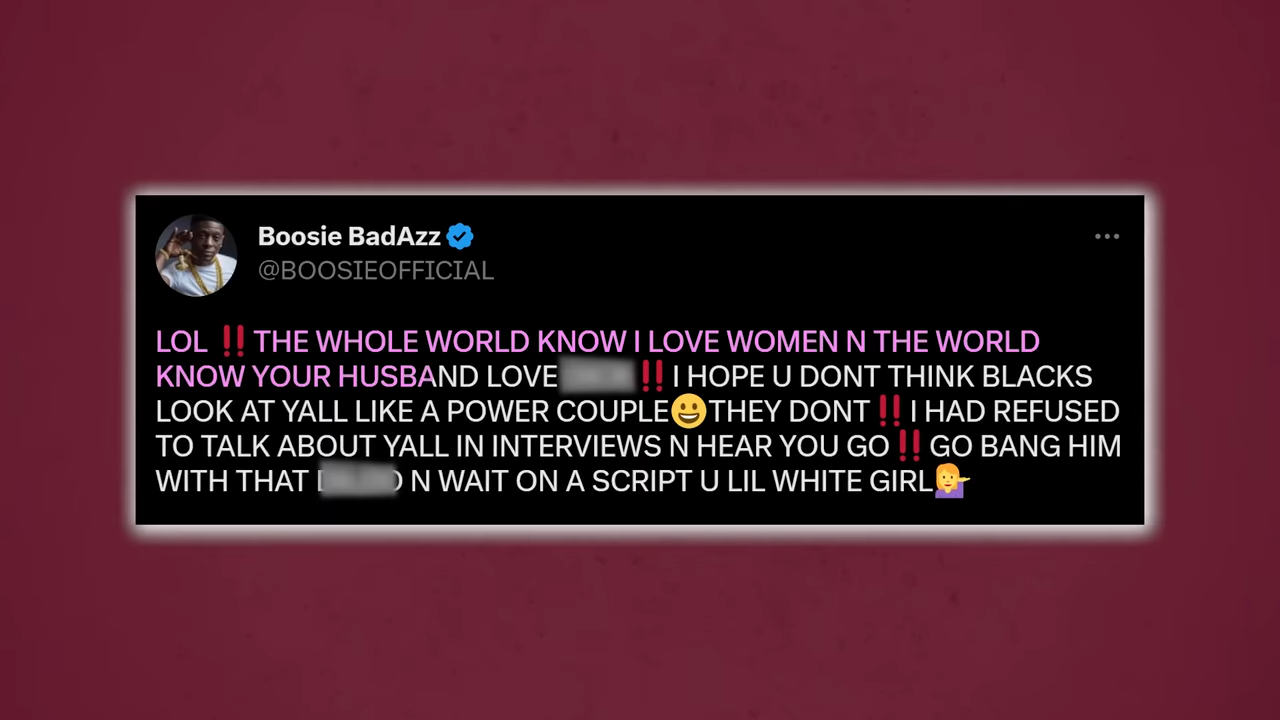 Boosie BadAzz
@BOOSIEOFFICIAL
LOL ‼️THE WHOLE WORLD KNOW I LOVE WOMEN N THE WORLD
KNOW YOUR HUSBAND LOVE ‼️I HOPE U DONT THINK BLACKS
LOOK AT YALL LIKE A POWER COUPLE😀THEY DONT‼️I HAD REFUSED
TO TALK ABOUT YALL IN INTERVIEWS N HEAR YOU GO‼️GO BANG HIM
WITH THAT N WAIT ON A SCRIPT U LIL WHITE GIRL💁